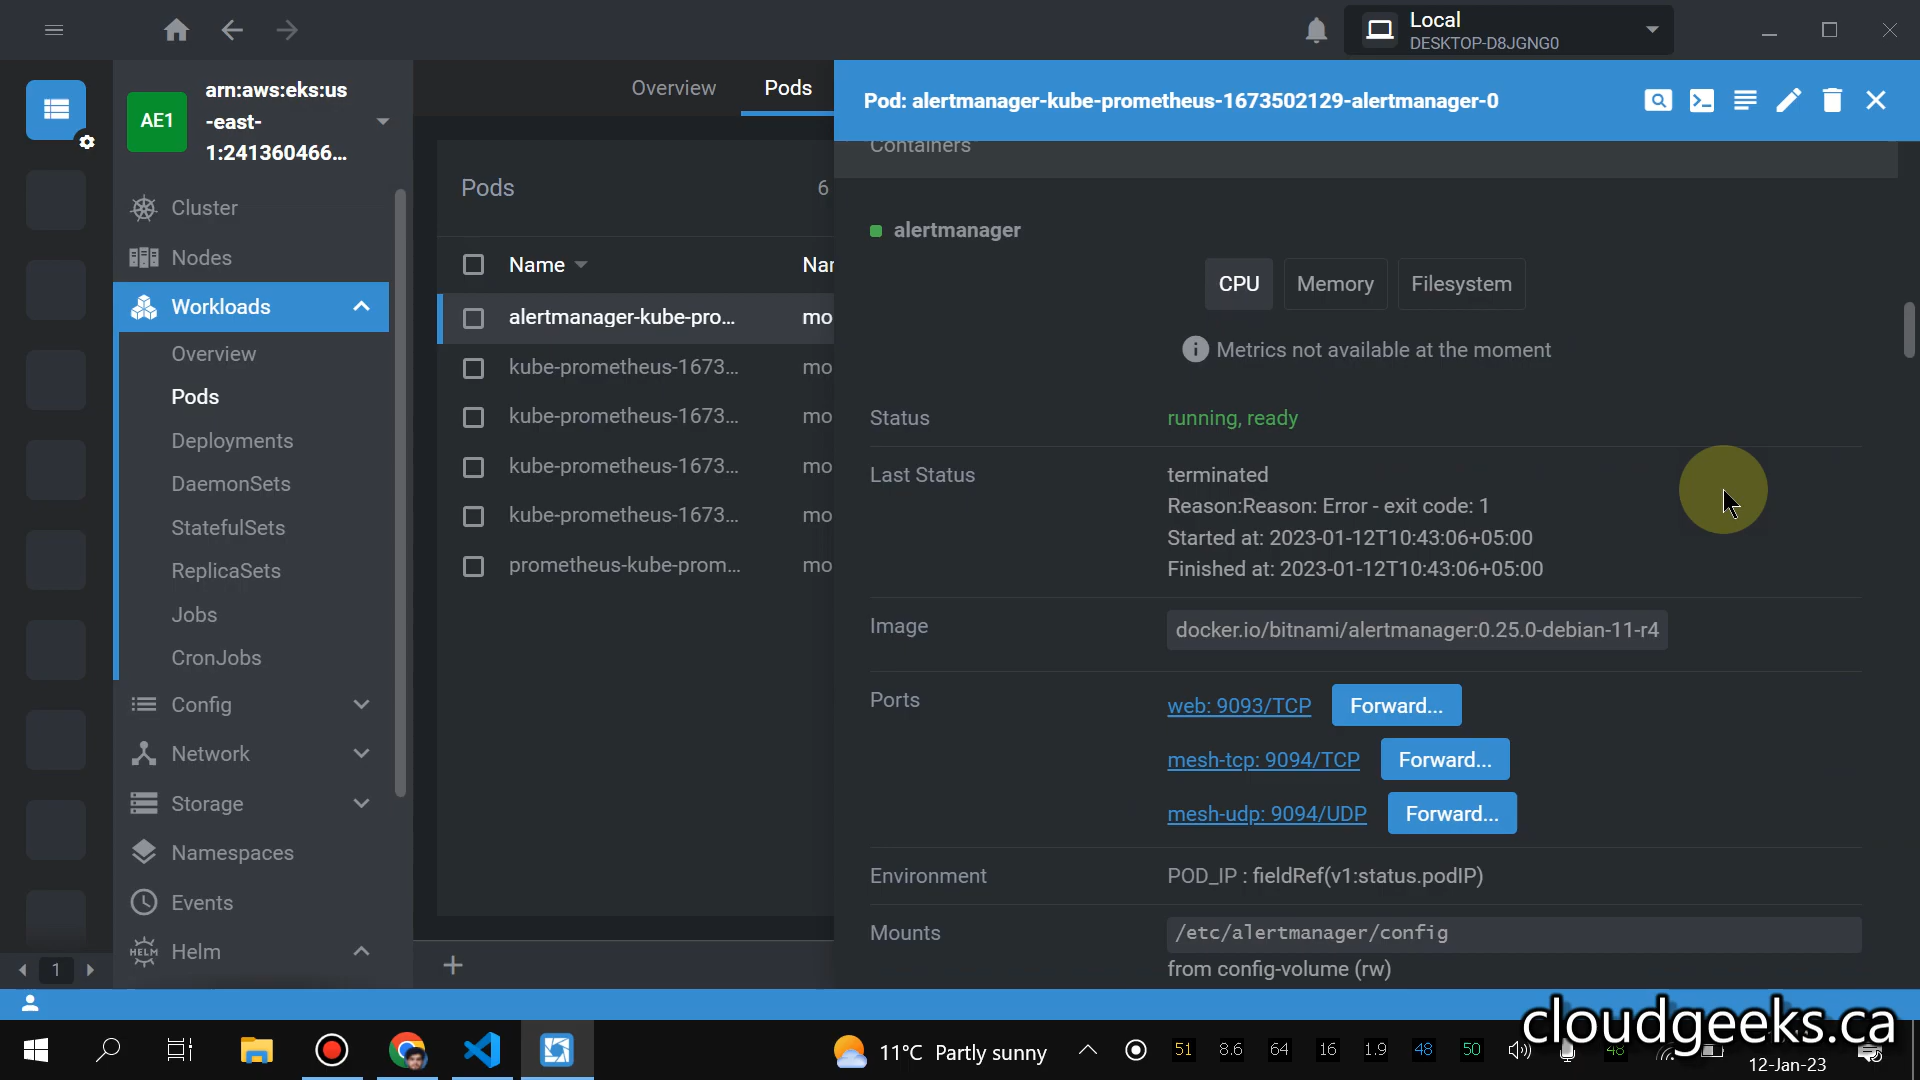 Local
DESKTOP-D8JGNG0
AE1
arn:aws:eks:us
-east-
1:241360466...
Overview
Pods
Pod: alertmanager-kube-prometheus-1673502129-alertmanager-0
Cluster
Nodes
Workloads
Overview
Pods
Deployments
DaemonSets
StatefulSets
ReplicaSets
Jobs
CronJobs
Config
Network
Storage
Namespaces
Events
HELM
Helm
1
Pods
6
Name
Nar
alertmanager-kube-pro...
mo
kube-prometheus-1673...
mo
kube-prometheus-1673...
mo
kube-prometheus-1673...
mo
kube-prometheus-1673...
mo
prometheus-kube-prom...
mo
Containers
alertmanager
CPU
Memory
Filesystem
Metrics not available at the moment
Status
running, ready
Last Status
terminated
Reason:Reason: Error - exit code: 1
Started at: 2023-01-12T10:43:06+05:00
Finished at: 2023-01-12T10:43:06+05:00
Image
docker.io/bitnami/alertmanager:0.25.0-debian-11-r4
Ports
web: 9093/TCP
Forward...
mesh-tcp: 9094/TCP
Forward...
mesh-udp: 9094/UDP
Forward...
Environment
POD_IP : fieldRef(v1:status.podIP)
Mounts
/etc/alertmanager/config
from config-volume (rw)
cloudgeeks.ca
11°C Partly sunny
51
8.6
64
16
1.9
48
50
48
12-Jan-23